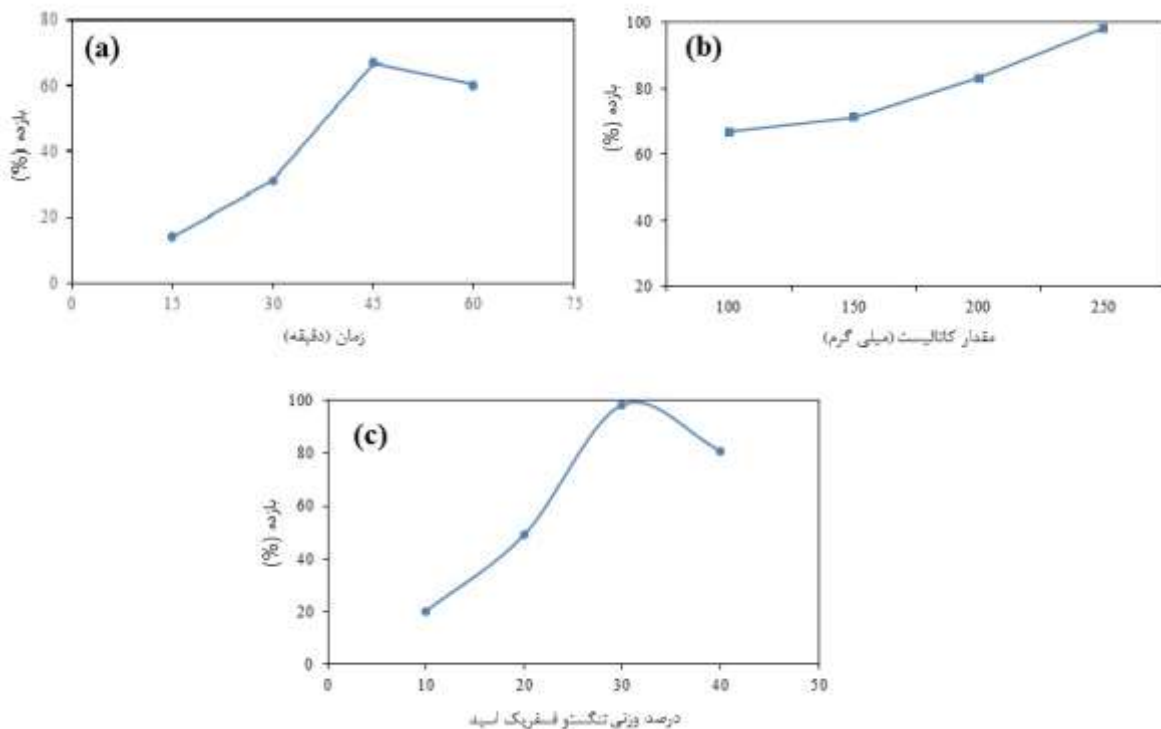 (a)
80
60
40
20
0
بازده (%)
0 15 30 45 60 75
زمان (دقیقه)
(b)
100
80
60
40
20
بازده (%)
100 150 200 250
مقدار کاتالیست (میلی گرم)
(c)
100
80
60
40
20
0
بازده (%)
0 10 20 30 40 50
درصد وزنی تنگستو فسفریک اسید